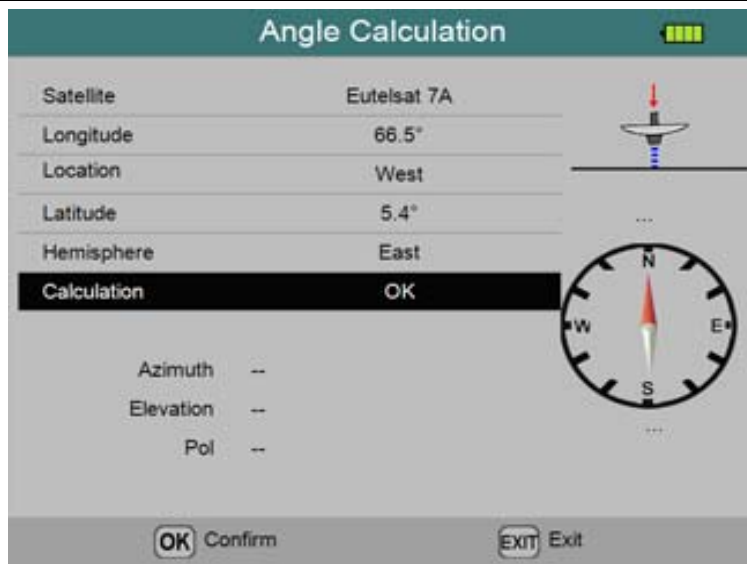 Angle Calculation
Satellite Eutelsat 7A
Longitude 66.5°
Location West
Latitude 5.4°
Hemisphere East
Calculation OK
...
N
W E
S
...
Azimuth --
Elevation --
Pol --
OK Confirm EXIT Exit